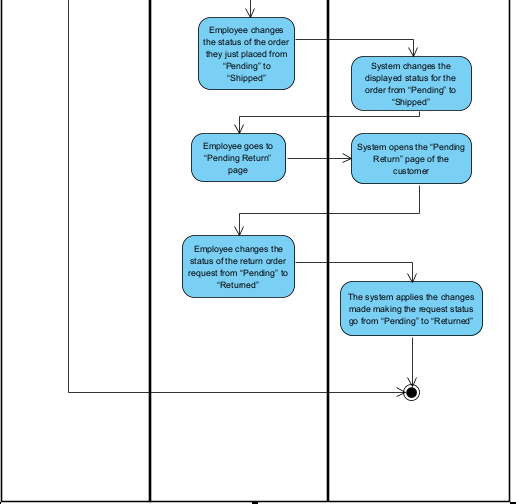 Employee changes
the status of the order
they just placed from
“Pending” to
“Shipped”
System changes the
displayed status for the
order from “Pending” to
“Shipped”
Employee goes to
“Pending Return”
page
System opens the “Pending
Return” page of the
customer
Employee changes the
status of the return order
request from “Pending” to
“Returned”
The system applies the changes
made making the request status
go from “Pending” to “Returned”